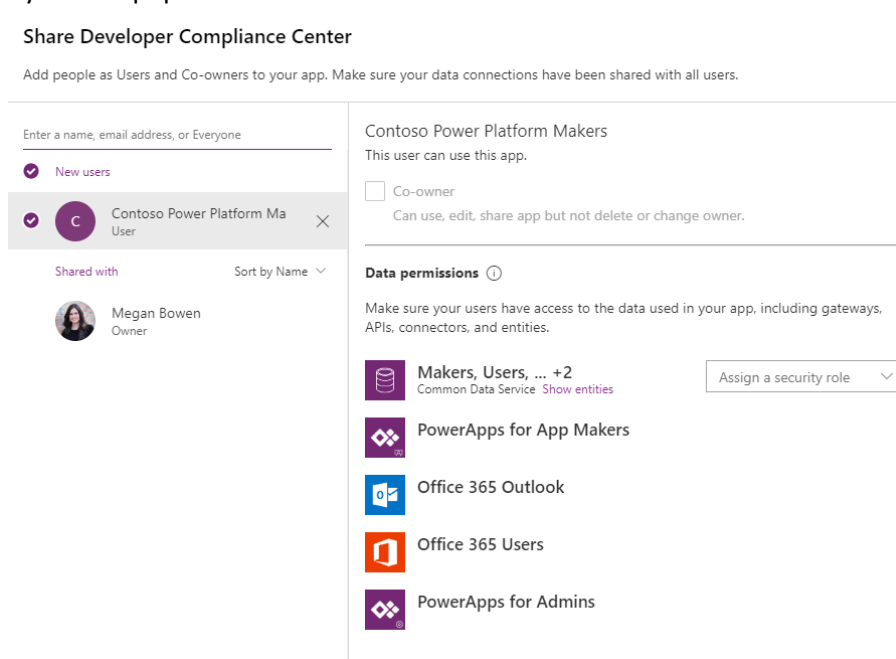 Share Developer Compliance Center
Add people as Users and Co-owners to your app. Make sure your data connections have been shared with all users.
Enter a name, email address, or Everyone
New users
C
Contoso Power Platform Ma
User
Shared with
Sort by Name
Megan Bowen
Owner
Contoso Power Platform Makers
This user can use this app.
Co-owner
Can use, edit, share app but not delete or change owner.
Data permissions
Make sure your users have access to the data used in your app, including gateways,
APIs, connectors, and entities.
Makers, Users, ... +2
Common Data Service Show entities
Assign a security role
PowerApps for App Makers
Office 365 Outlook
Office 365 Users
PowerApps for Admins